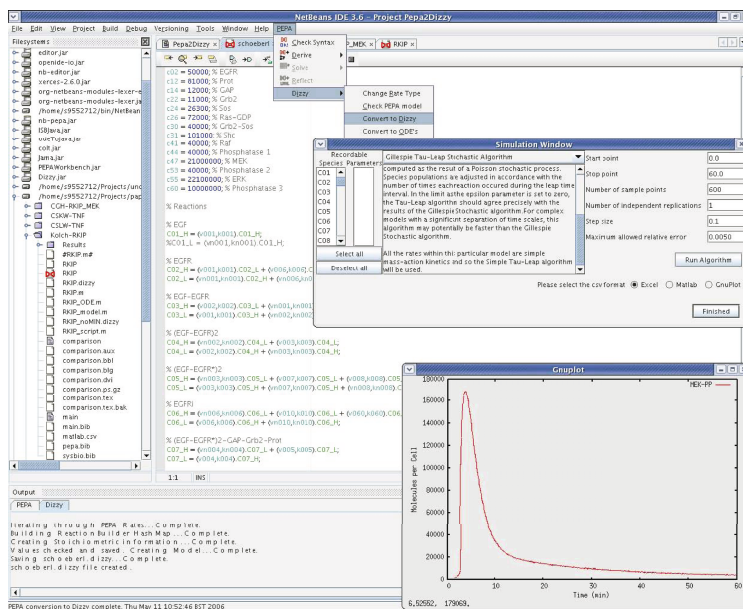 NetBeans IDE 3.6 - Project Pepa2Dizzy
File Edit View Project Build Debug Versioning Tools Window Help PEPA
Filesystems
editor.jar
openide-io.jar
nb-editor.jar
xerces-2.6.0.jar
org-netbeans-modules-lexer-e
org-netbeans-modules-lexer.ja
/home/s9552712/bin/NetBean
nb-pepa.jar
ISBJava.jar
colt.jar
Jama.jar
PEPAWorkbench.jar
Dizzy.jar
/home/s9552712/Projects/unc
/home/s9552712/Projects/pap
CGH-RKIP_MEK
CSKW-TNF
CSLW-TNF
Kolch-RKIP
Results
#RKIP.m#
RKIP
RKIP
RKIP.dizzy
RKIP.m
RKIP_ODE.m
RKIP_model.m
RKIP_noMIN.dizzy
RKIP_script.m
comparison
comparison.aux
comparison.bbl
comparison.blg
comparison.dvi
comparison.ps.gz
comparison.tex
comparison.tex.bak
main
main.bib
matlab.csv
pepa.bib
sysbio.bib
Pepa2Dizzy × schoeberl P_MEK × RKIP ×
Check Syntax
Derive
Solve
Reflect
Dizzy
Change Rate Type
Check PEPA model
Convert to Dizzy
Convert to ODE's
c02 = 50000; % EGFR
c12 = 81000; % Prot
c14 = 12000; % GAP
c22 = 11000; % Grb2
c24 = 26300; % Sos
c26 = 72000; % Ras-GDP
c30 = 40000; % Grb2-Sos
c31 = 101000; % Shc
c41 = 40000; % Raf
c44 = 40000; % Phosphatase 1
c47 = 21000000; % MEK
c53 = 40000; % Phosphatase 2
c55 = 22100000; % ERK
c60 = 10000000; % Phosphatase 3
% Reactions
% EGF
C01_H = (v001,k001).C01_H;
%C01_L = (vn001,kn001).C01_H;
% EGFR
C02_H = (v001,k001).C02_L + (v006,k006).C
C02_L = (vn001,kn001).C02_H + (vn006,kn0
% EGF-EGFR
C03_H = (v002,k002).C03_L + (vn001,kn001)
C03_L = (v001,k001).C03_H + (vn002,kn002)
% (EGF-EGFR)2
C04_H = (vn002,kn002).C04_L + (v003,k003).C04_L;
C04_L = (v002,k002).C04_H + (vn003,kn003).C04_H;
% (EGF-EGFR*)2
C05_H = (vn003,kn003).C05_L + (v007,k007).C05_L + (v008,k008).C05_
C05_L = (v003,k003).C05_H + (vn007,kn007).C05_H + (vn008,kn008).C
% EGFRi
C06_H = (vn006,kn006).C06_L + (v010,k010).C06_L + (v060,k060).C06_
C06_L = (v006,k006).C06_H + (vn010,kn010).C06_H;
% (EGF-EGFR*)2-GAP-Grb2-Prot
C07_H = (vn004,kn004).C07_L + (v005,k005).C07_L;
C07_L = (v004,k004).C07_H;
1:1 INS
Simulation Window
Recordable
Species Parameters
C01
C02
C03
C04
C05
C06
C07
C08
Select all
Deselect all
Gillespie Tau-Leap Stochastic Algorithm
computed as the resut of a Poisson stochastic process.
Species populations are adjusted in accordance with the
number of times eachreaction occured during the leap time
interval. In the limit asthe epsilon parameter is set to zero,
the Tau-Leap algorithm should agree precisely with the
results of the GillespieStochastic algorithm.For complex
models with a significant separation of time scales, this
algorithm may potentially be faster than the Gillespie
Stochastic algorithm.
All the rates within this particular model are simple
mass-action kinetics and so the Simple Tau-Leap algorithm
will be used.
Start point 0.0
Stop point 60.0
Number of sample points 600
Number of independent replications 1
Step size 0.1
Maximum allowed relative error 0.0050
Run Algorithm
Please select the csv format Excel Matlab GnuPlot
Finished
Gnuplot
MEK-PP
180000
160000
140000
120000
100000
80000
60000
40000
20000
0
Molecules per Cell
0 10 20 30 40 50 60
Time (min)
6.52552, 179069.
Output
PEPA Dizzy
Iterating through PEPA Rates...Complete.
Building Reaction Builder Hash Map...Complete.
Creating Stoichiometric information...Complete.
Values checked and saved. Creating Model...Complete.
Saving schoeberl.dizzy...Complete.
schoeberl.dizzy file created.
PEPA conversion to Dizzy complete. Thu May 11 10:52:46 BST 2006